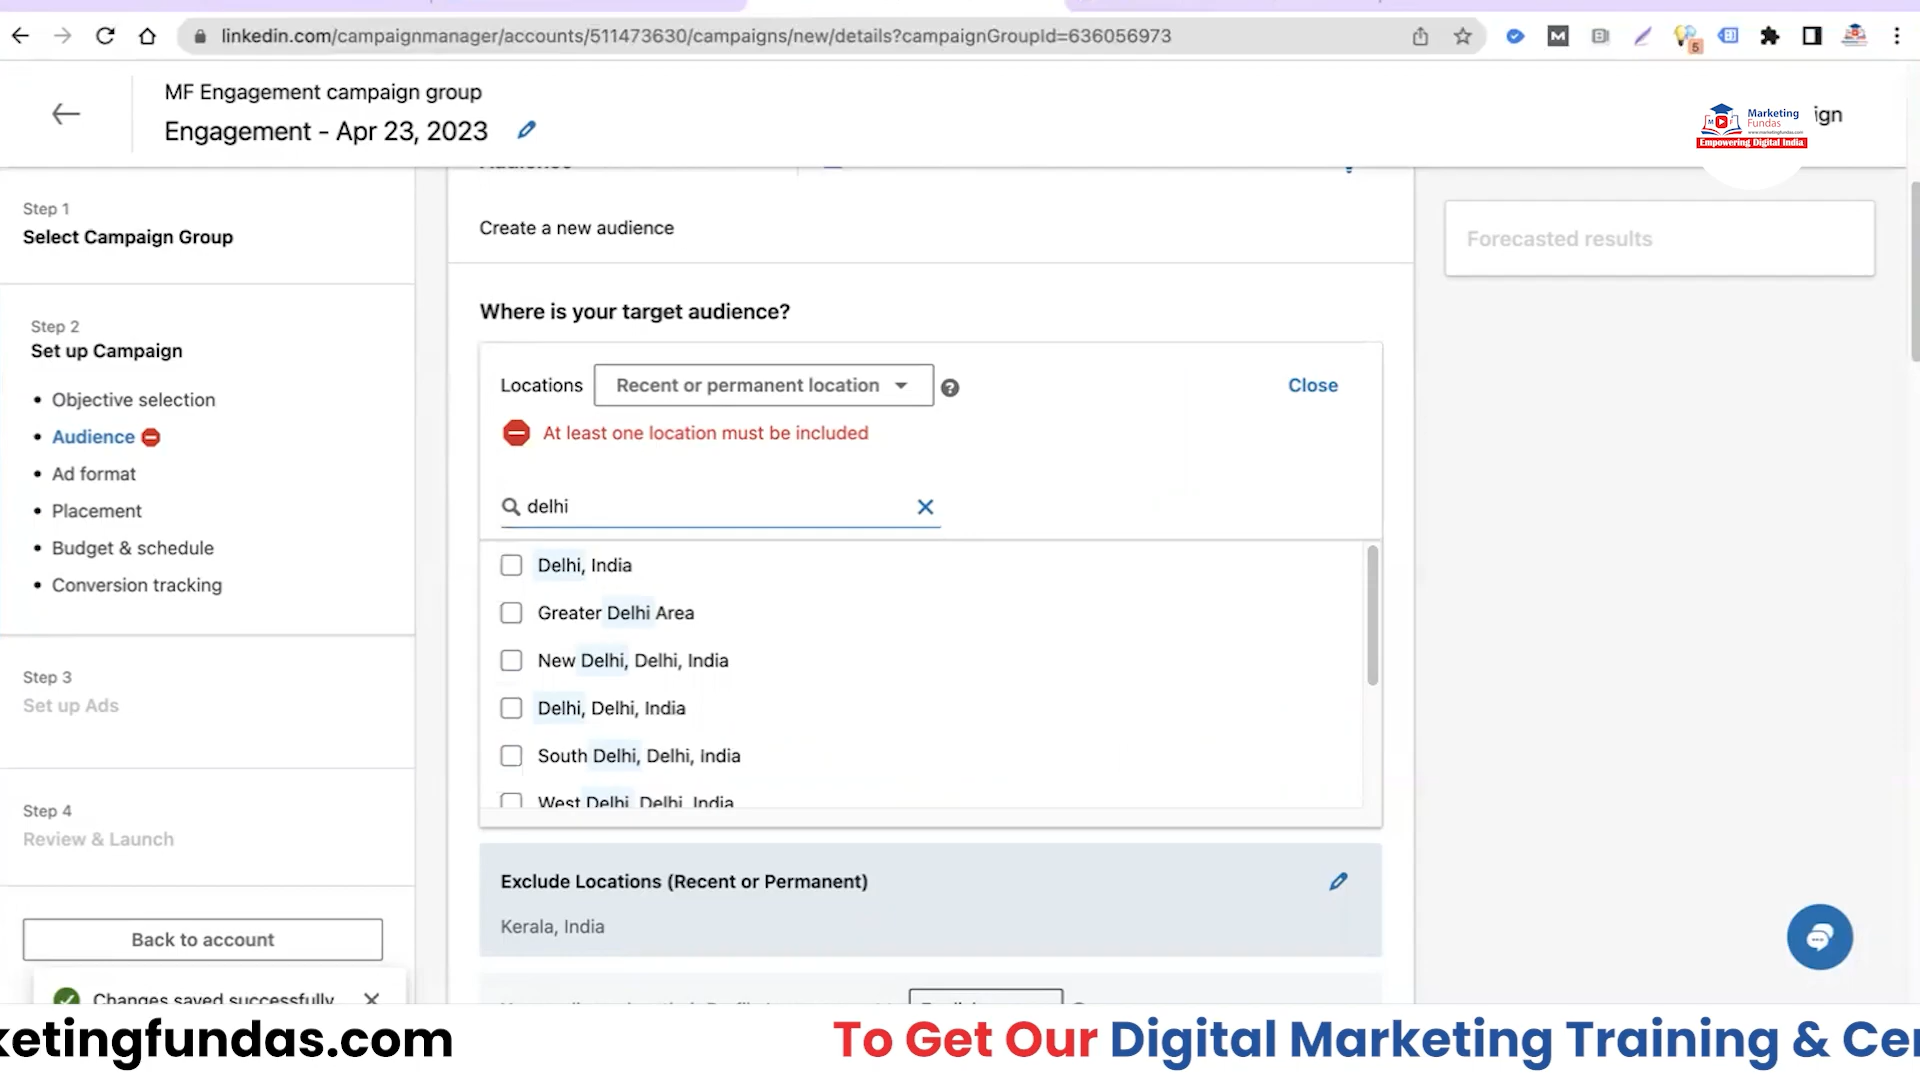 linkedin.com/campaignmanager/accounts/511473630/campaigns/new/details?campaignGroupId=636056973
5
MF Engagement campaign group
Engagement - Apr 23, 2023
Marketing
Fundas
www.marketingfundas.com
Empowering Digital India
ign
Step 1
Select Campaign Group
Step 2
Set up Campaign
• Objective selection
• Audience
• Ad format
• Placement
• Budget & schedule
• Conversion tracking
Step 3
Set up Ads
Step 4
Review & Launch
Back to account
Changes saved successfully
Audience
Create a new audience
Where is your target audience?
Locations Recent or permanent location ?
Close
At least one location must be included
delhi
Delhi, India
Greater Delhi Area
New Delhi, Delhi, India
Delhi, Delhi, India
South Delhi, Delhi, India
West Delhi, Delhi, India
Exclude Locations (Recent or Permanent)
Kerala, India
Forecasted results
ketingfundas.com
To Get Our Digital Marketing Training & Cer